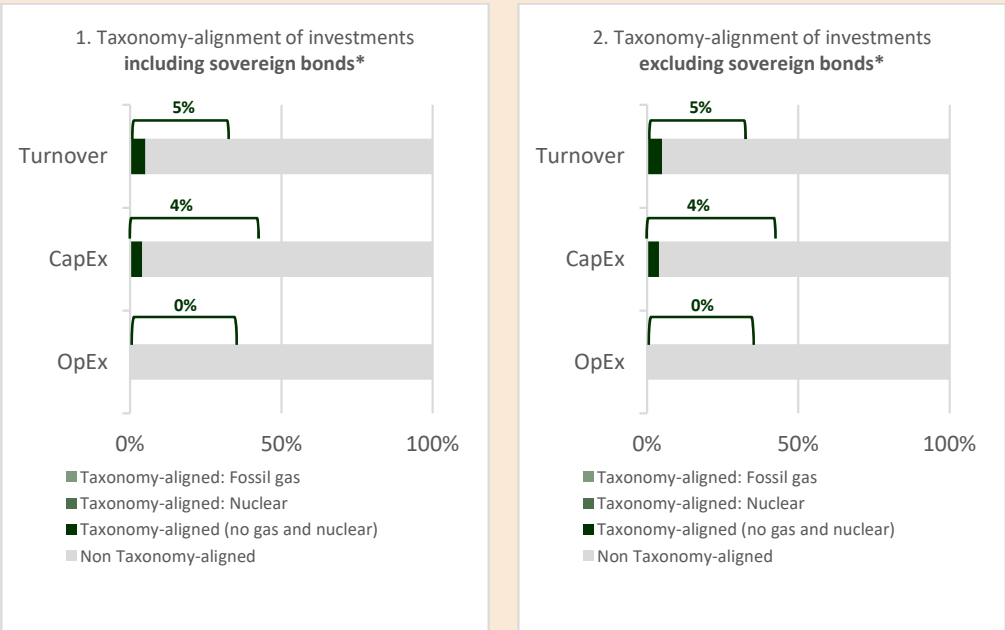 1. Taxonomy-alignment of investments
including sovereign bonds*
5%
Turnover
4%
CapEx
0%
OpEx
0%
50%
100%
Taxonomy-aligned: Fossil gas
Taxonomy-aligned: Nuclear
Taxonomy-aligned (no gas and nuclear)
Non Taxonomy-aligned
2. Taxonomy-alignment of investments
excluding sovereign bonds*
5%
Turnover
4%
CapEx
0%
OpEx
0%
50%
100%
Taxonomy-aligned: Fossil gas
Taxonomy-aligned: Nuclear
Taxonomy-aligned (no gas and nuclear)
Non Taxonomy-aligned